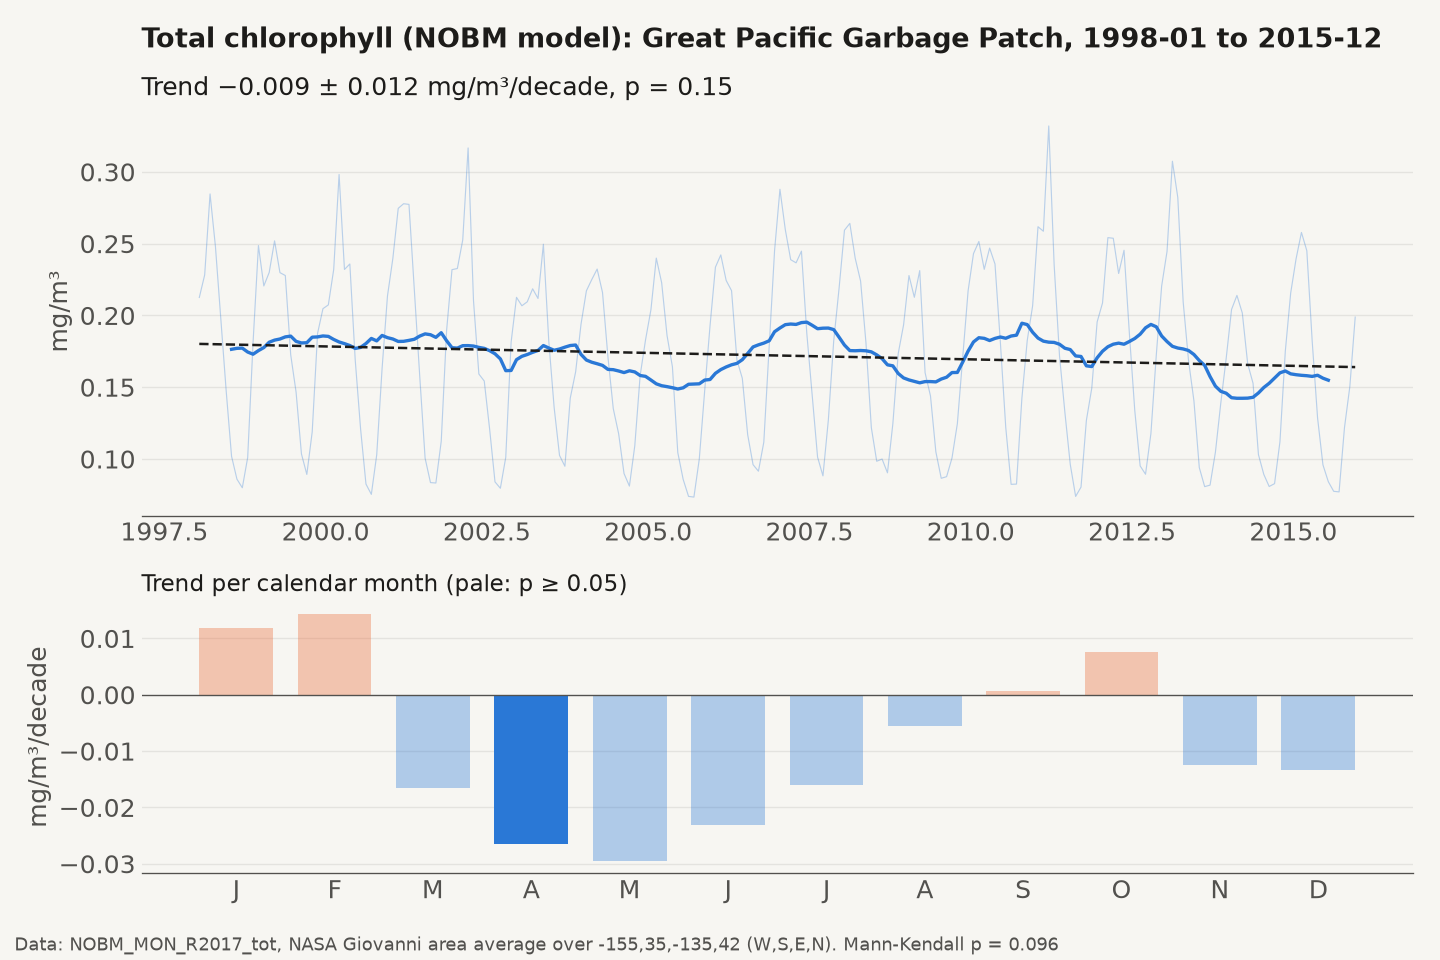 Total chlorophyll (NOBM model): Great Pacific Garbage Patch, 1998-01 to 2015-12
Trend −0.009 ± 0.012 mg/m³/decade, p = 0.15
mg/m³
0.30
0.25
0.20
0.15
0.10
1997.5 2000.0 2002.5 2005.0 2007.5 2010.0 2012.5 2015.0
Trend per calendar month (pale: p ≥ 0.05)
mg/m³/decade
0.01
0.00
−0.01
−0.02
−0.03
J F M A M J J A S O N D
Data: NOBM_MON_R2017_tot, NASA Giovanni area average over -155,35,-135,42 (W,S,E,N). Mann-Kendall p = 0.096